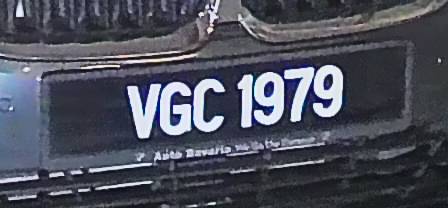 VGC 1979
Auto Bavaria